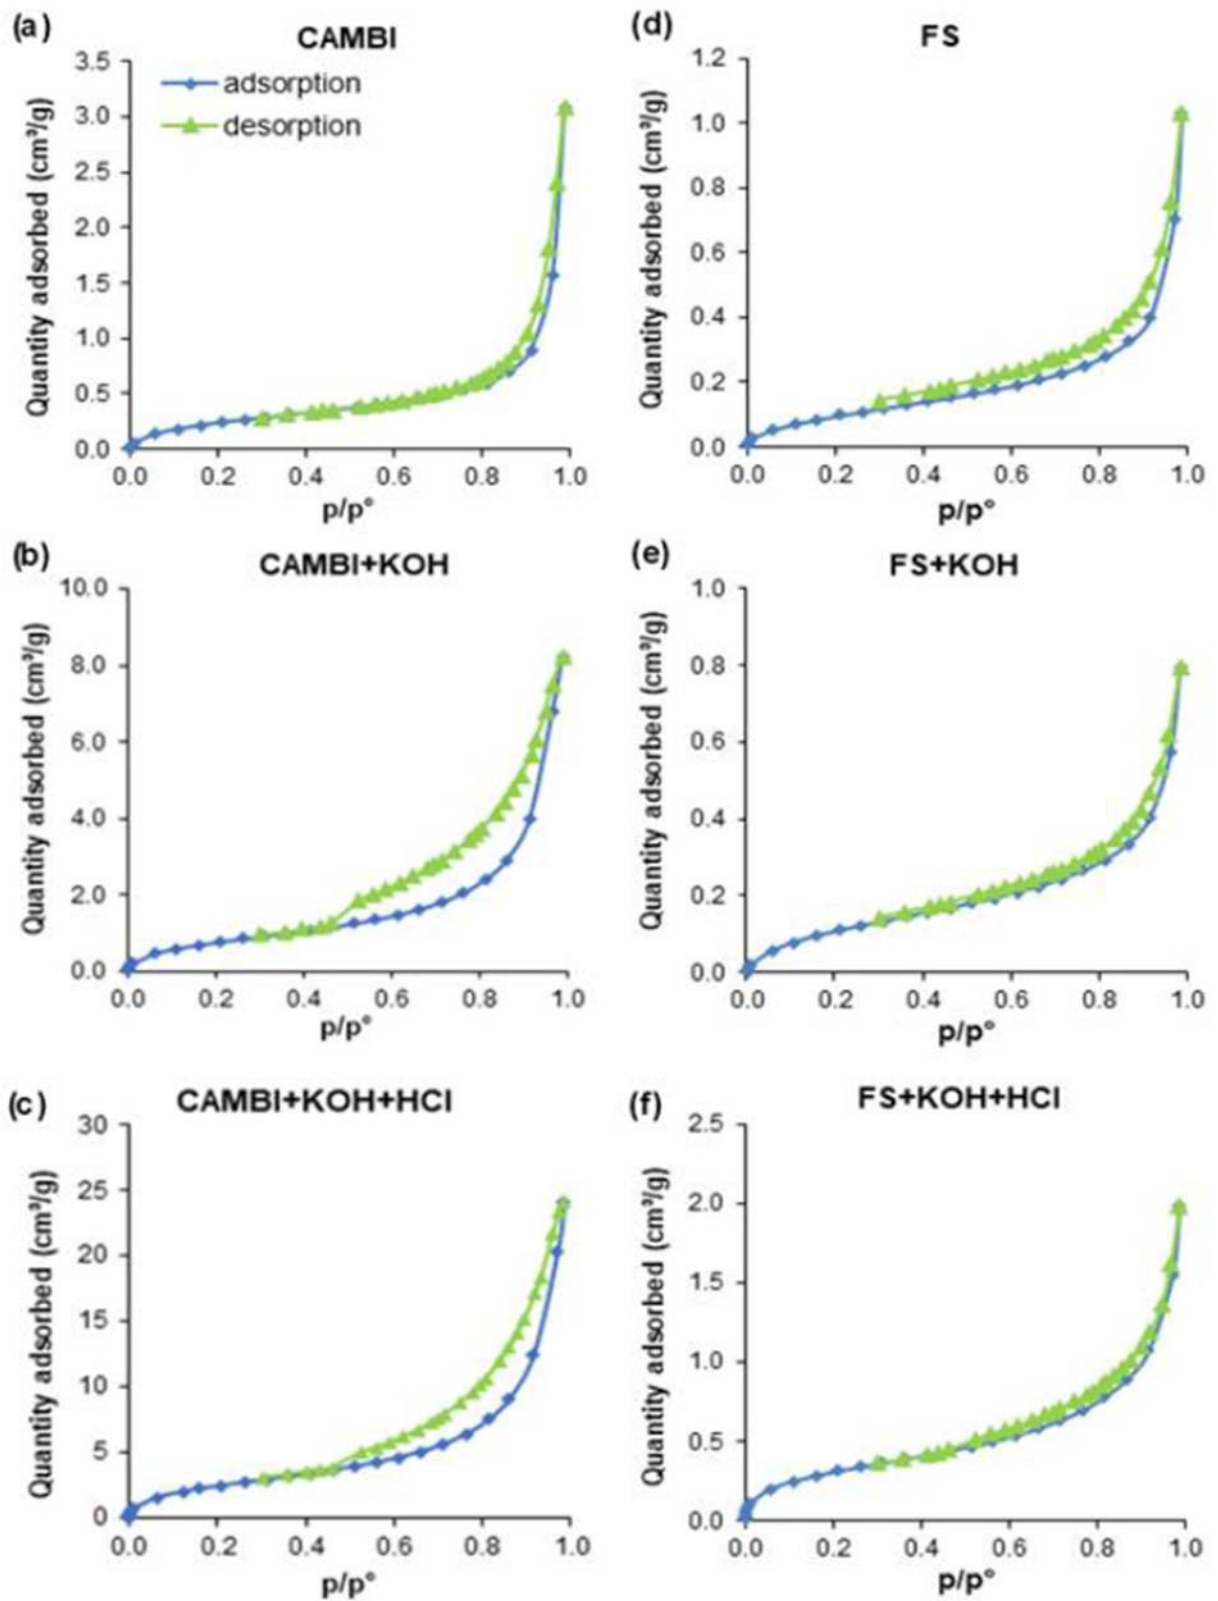 (a)
CAMBI
adsorption
desorption
Quantity adsorbed (cm³/g)
3.5
3.0
2.5
2.0
1.5
1.0
0.5
0.0
0.0 0.2 0.4 0.6 0.8 1.0
p/p°
(d)
FS
Quantity adsorbed (cm³/g)
1.2
1.0
0.8
0.6
0.4
0.2
0.0
0.0 0.2 0.4 0.6 0.8 1.0
p/p°
(b)
CAMBI+KOH
Quantity adsorbed (cm³/g)
10.0
8.0
6.0
4.0
2.0
0.0
0.0 0.2 0.4 0.6 0.8 1.0
p/p°
(e)
FS+KOH
Quantity adsorbed (cm³/g)
1.0
0.8
0.6
0.4
0.2
0.0
0.0 0.2 0.4 0.6 0.8 1.0
p/p°
(c)
CAMBI+KOH+HCl
Quantity adsorbed (cm³/g)
30
25
20
15
10
5
0
0.0 0.2 0.4 0.6 0.8 1.0
p/p°
(f)
FS+KOH+HCl
Quantity adsorbed (cm³/g)
2.5
2.0
1.5
1.0
0.5
0.0
0.0 0.2 0.4 0.6 0.8 1.0
p/p°